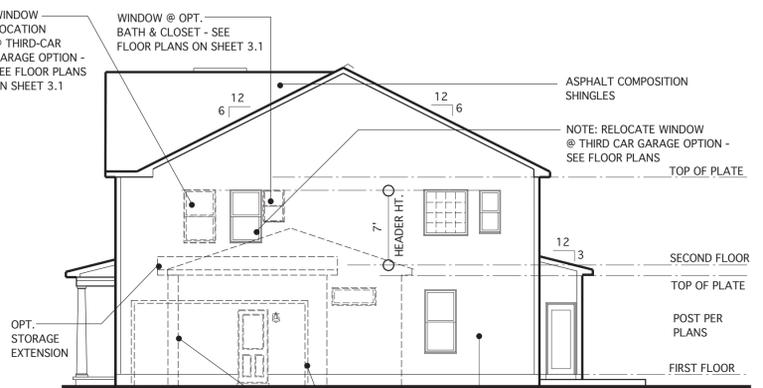 WINDOW @ OPT.
BATH & CLOSET - SEE
FLOOR PLANS ON SHEET 3.1
INDOW
OCATION
THIRD-CAR
ARAGE OPTION -
EE FLOOR PLANS
N SHEET 3.1
12
6
12
6
ASPHALT COMPOSITION
SHINGLES
NOTE: RELOCATE WINDOW
@ THIRD CAR GARAGE OPTION -
SEE FLOOR PLANS
TOP OF PLATE
7'
HEADER HT.
12
3
SECOND FLOOR
TOP OF PLATE
POST PER
PLANS
OPT.
STORAGE
EXTENSION
FIRST FLOOR